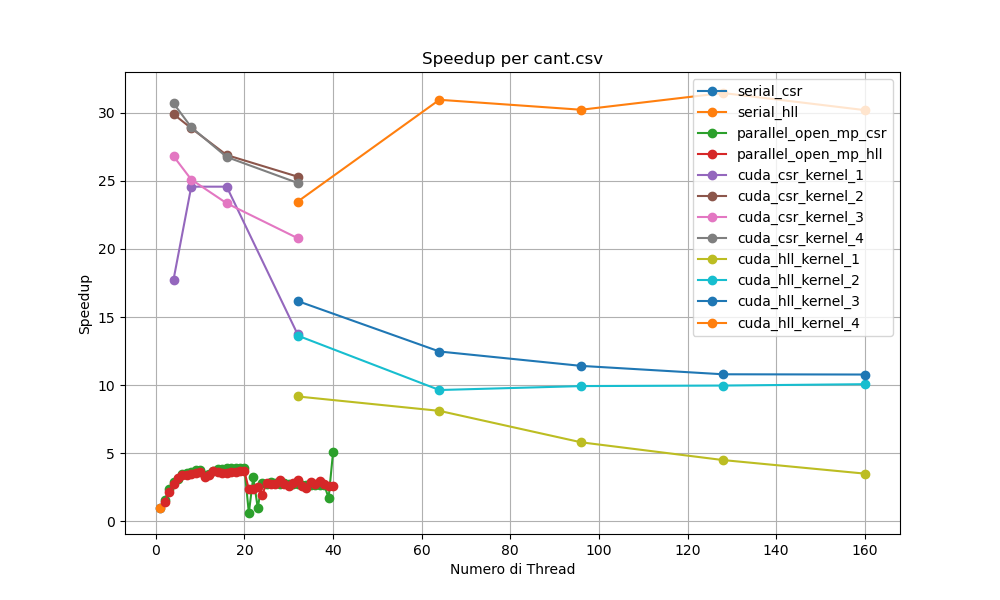 Speedup per cant.csv
Speedup
30
25
20
15
10
5
0
serial_csr
serial_hll
parallel_open_mp_csr
parallel_open_mp_hll
cuda_csr_kernel_1
cuda_csr_kernel_2
cuda_csr_kernel_3
cuda_csr_kernel_4
cuda_hll_kernel_1
cuda_hll_kernel_2
cuda_hll_kernel_3
cuda_hll_kernel_4
0 20 40 60 80 100 120 140 160
Numero di Thread